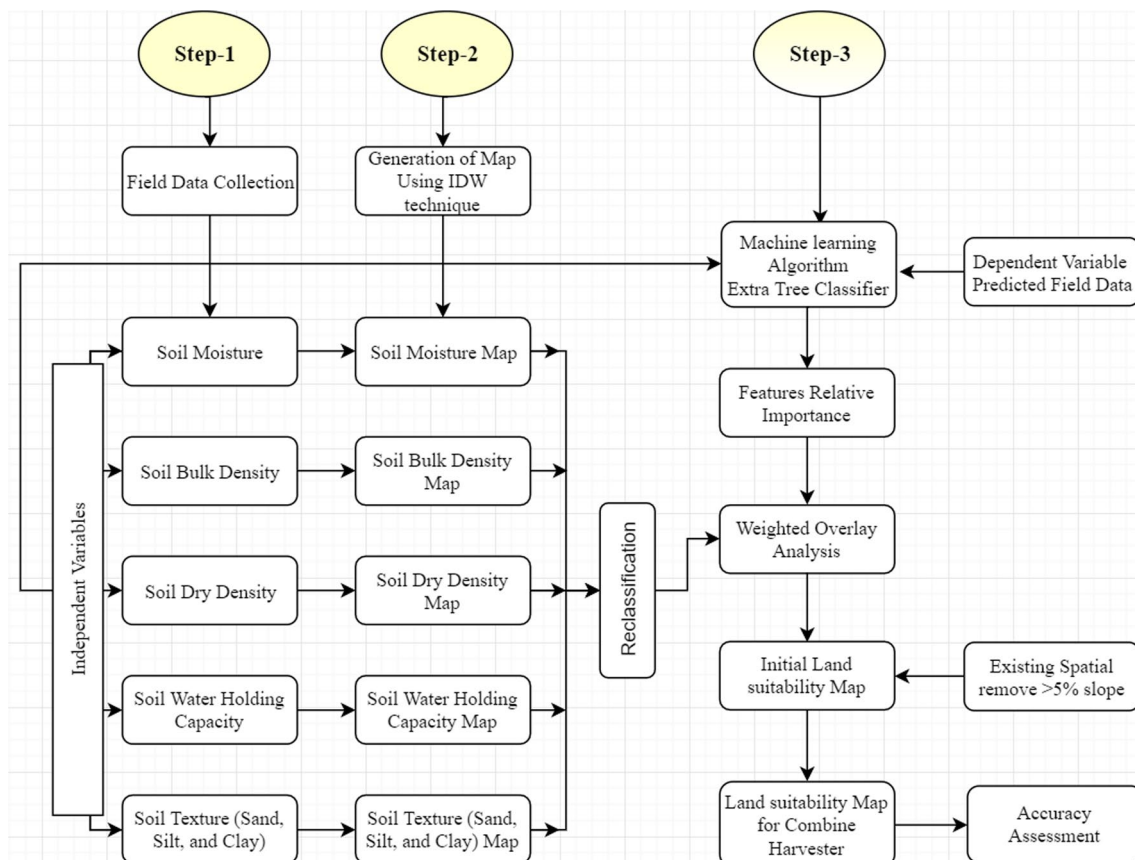 Step-1
Step-2
Step-3
Field Data Collection
Generation of Map
Using IDW
technique
Machine learning
Algorithm
Extra Tree Classifier
Dependent Variable
Predicted Field Data
Soil Moisture
Soil Moisture Map
Features Relative
Importance
Independent Variables
Soil Bulk Density
Soil Bulk Density
Map
Reclassification
Weighted Overlay
Analysis
Soil Dry Density
Soil Dry Density
Map
Initial Land
suitability Map
Existing Spatial
remove >5% slope
Soil Water Holding
Capacity
Soil Water Holding
Capacity Map
Soil Texture (Sand,
Silt, and Clay)
Soil Texture (Sand,
Silt, and Clay) Map
Land suitability Map
for Combine
Harvester
Accuracy
Assessment